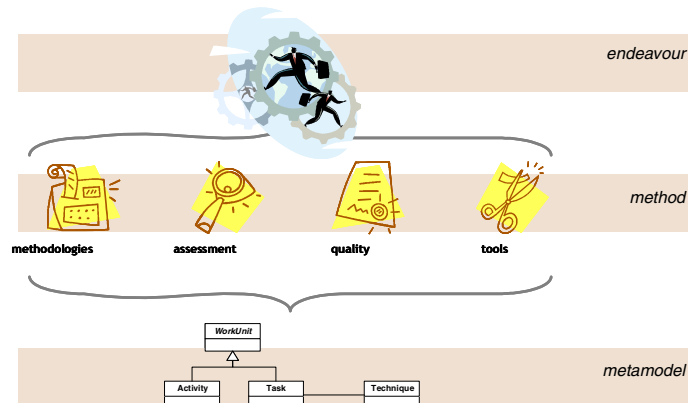 endeavour
method
methodologies
assessment
quality
tools
WorkUnit
metamodel
Activity
Task
Technique